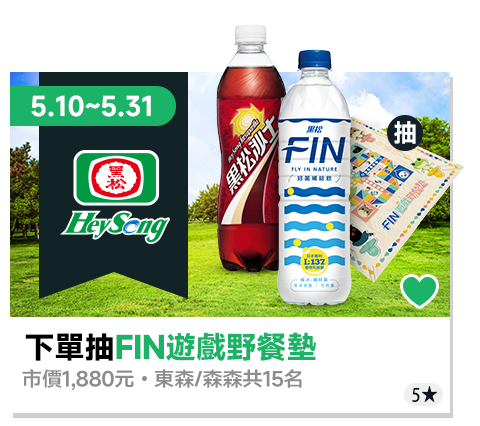 5.10~5.31
黑松
HeySong
黑松沙士
黑松
FIN
FLY IN NATURE
L-137
抽
FIN
下單抽FIN遊戲野餐墊
市價1,880元・東森/森森共15名
5★